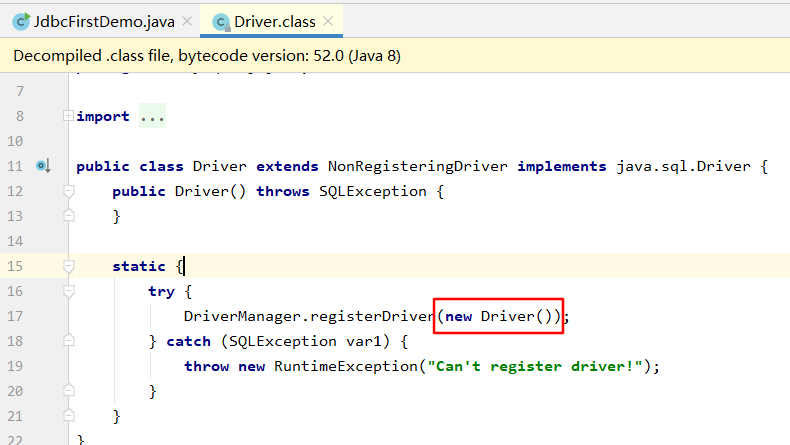 JdbcFirstDemo.java Driver.class
Decompiled .class file, bytecode version: 52.0 (Java 8)
7
8 import ...
10
11 public class Driver extends NonRegisteringDriver implements java.sql.Driver {
12 public Driver() throws SQLException {
13 }
14
15 static {
16 try {
17 DriverManager.registerDriver(new Driver());
18 } catch (SQLException var1) {
19 throw new RuntimeException("Can't register driver!");
20 }
21 }
22 }